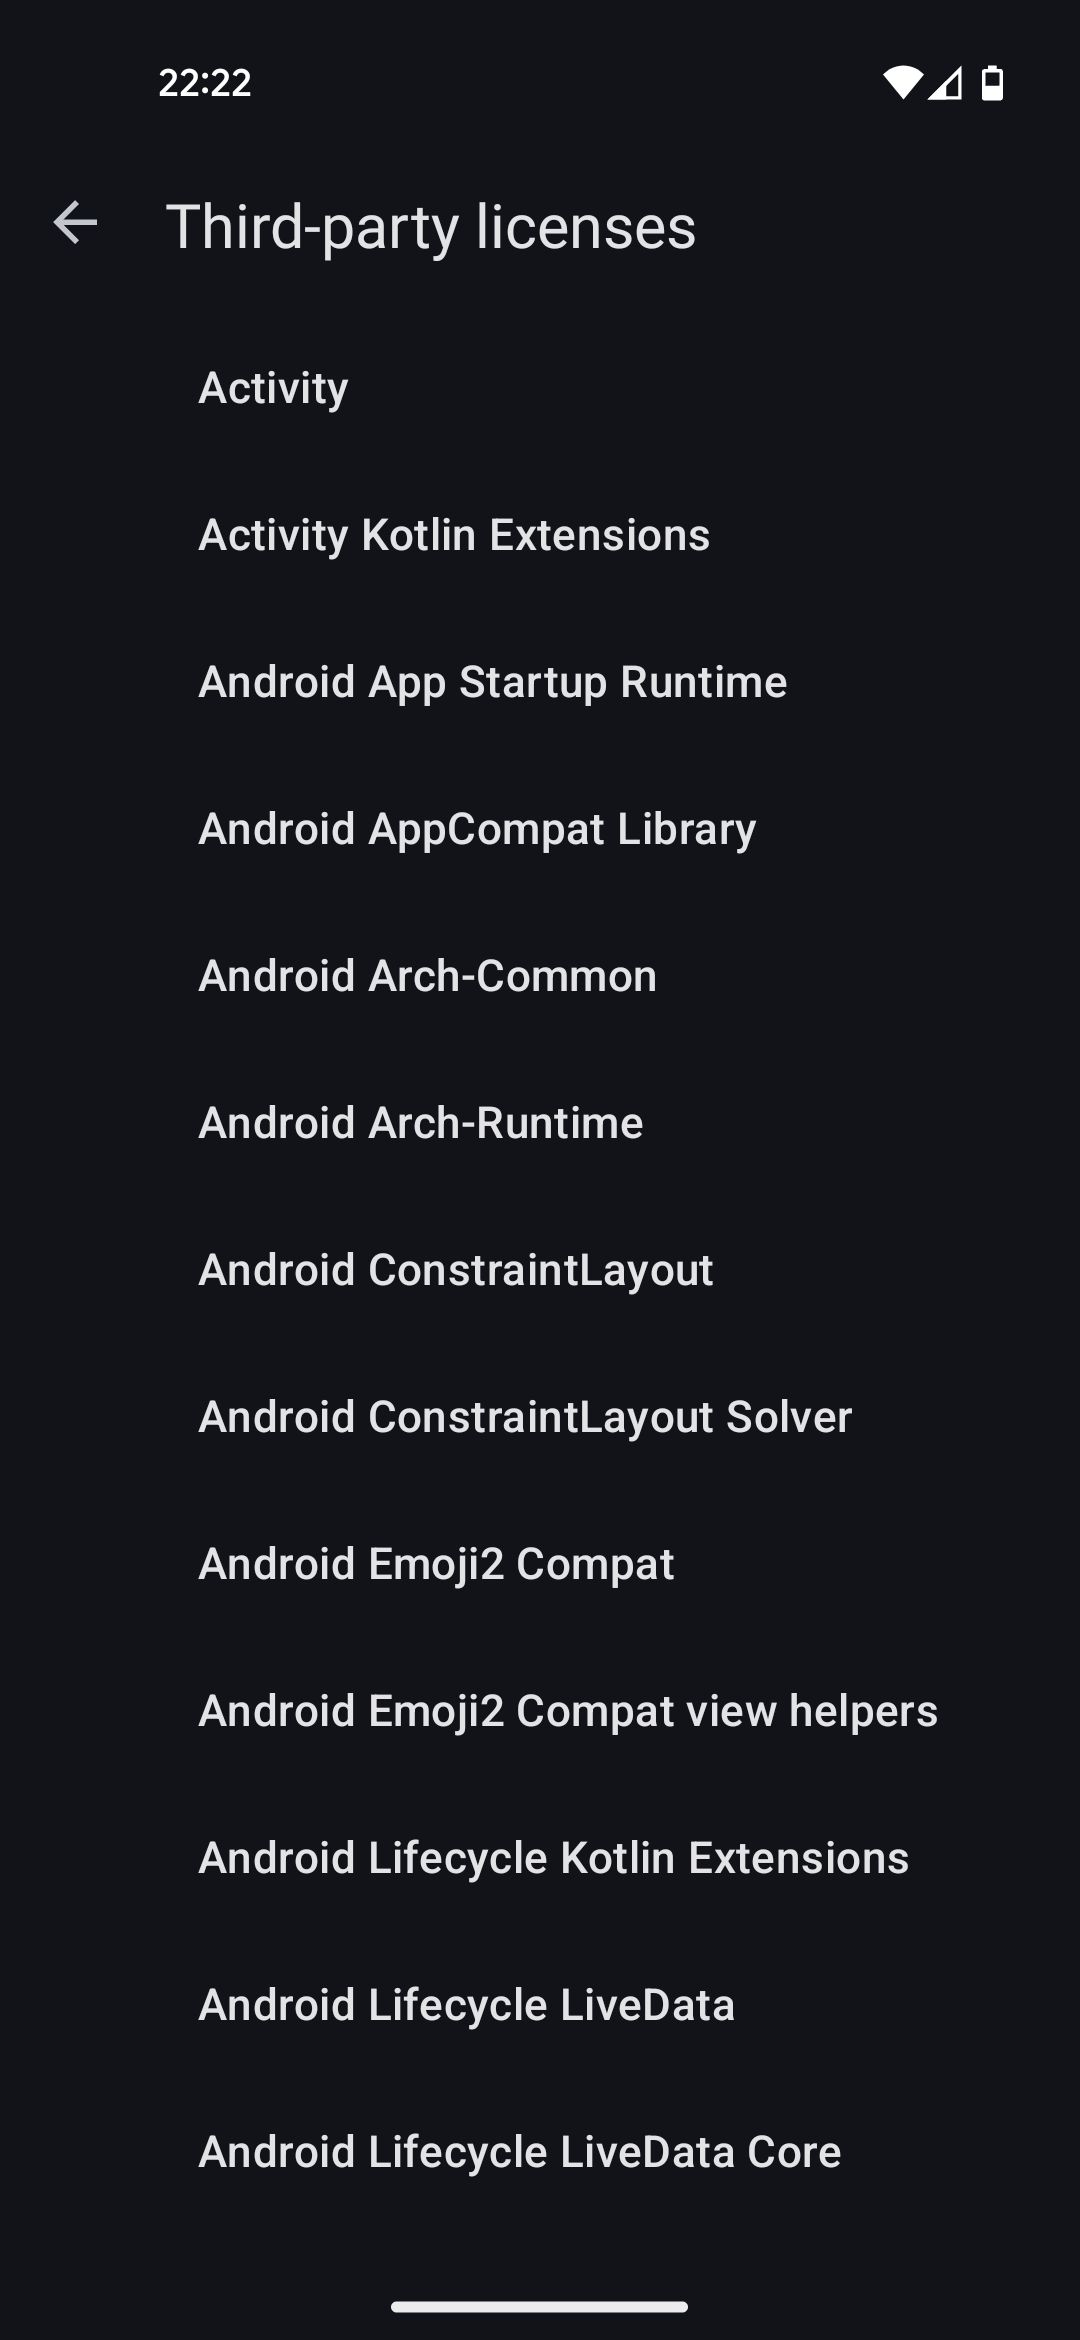 22:22
Third-party licenses
Activity
Activity Kotlin Extensions
Android App Startup Runtime
Android AppCompat Library
Android Arch-Common
Android Arch-Runtime
Android ConstraintLayout
Android ConstraintLayout Solver
Android Emoji2 Compat
Android Emoji2 Compat view helpers
Android Lifecycle Kotlin Extensions
Android Lifecycle LiveData
Android Lifecycle LiveData Core